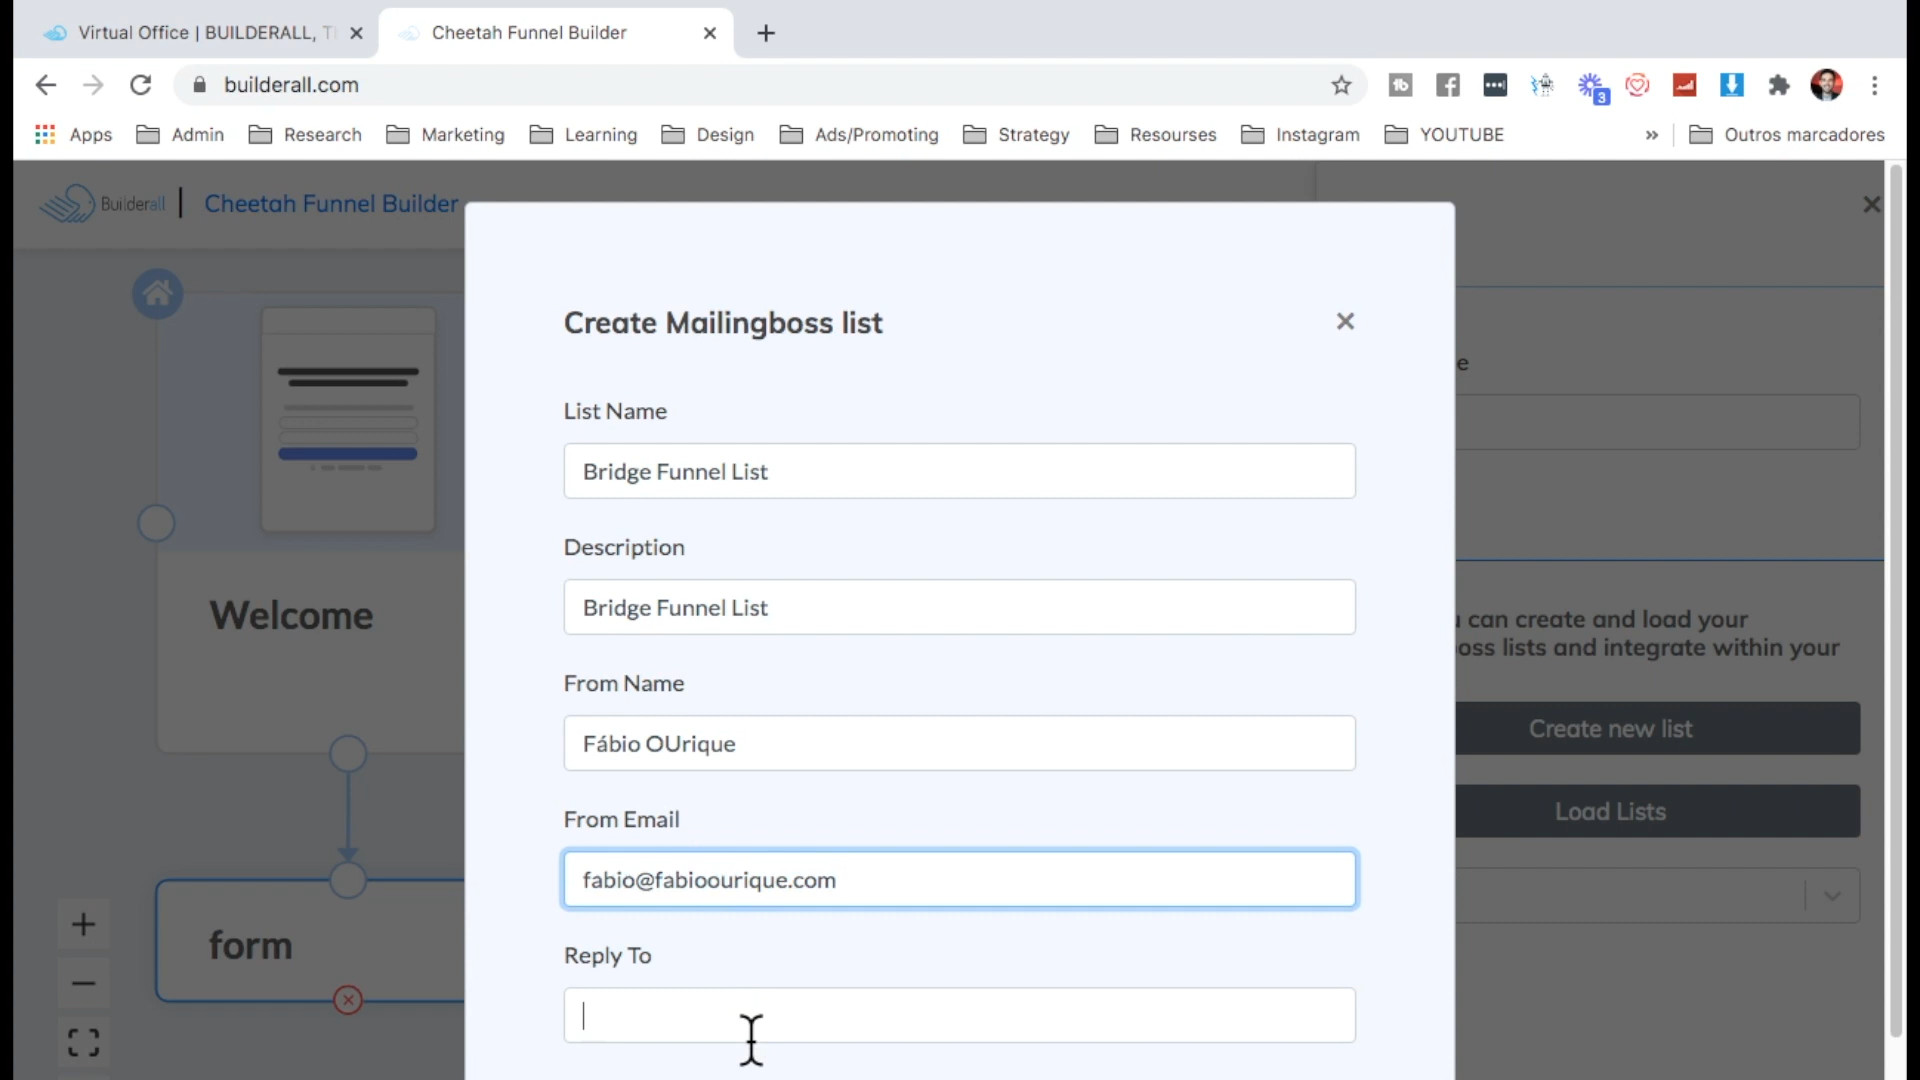 Virtual Office | BUILDERALL, T
Cheetah Funnel Builder
builderall.com
3
Apps
Admin
Research
Marketing
Learning
Design
Ads/Promoting
Strategy
Resourses
Instagram
YOUTUBE
»
Outros marcadores
Builderall
Cheetah Funnel Builder
Create Mailingboss list
List Name
Bridge Funnel List
Description
Bridge Funnel List
From Name
Fábio OUrique
From Email
fabio@fabioourique.com
Reply To
Welcome
form
e
can create and load your
oss lists and integrate within your
Create new list
Load Lists